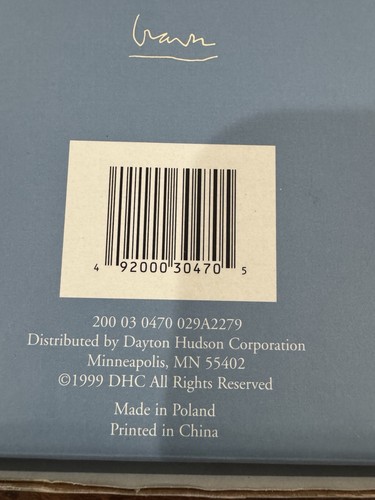 4 92000 30470 5
200 03 0470 029A2279
Distributed by Dayton Hudson Corporation
Minneapolis, MN 55402
©1999 DHC All Rights Reserved
Made in Poland
Printed in China